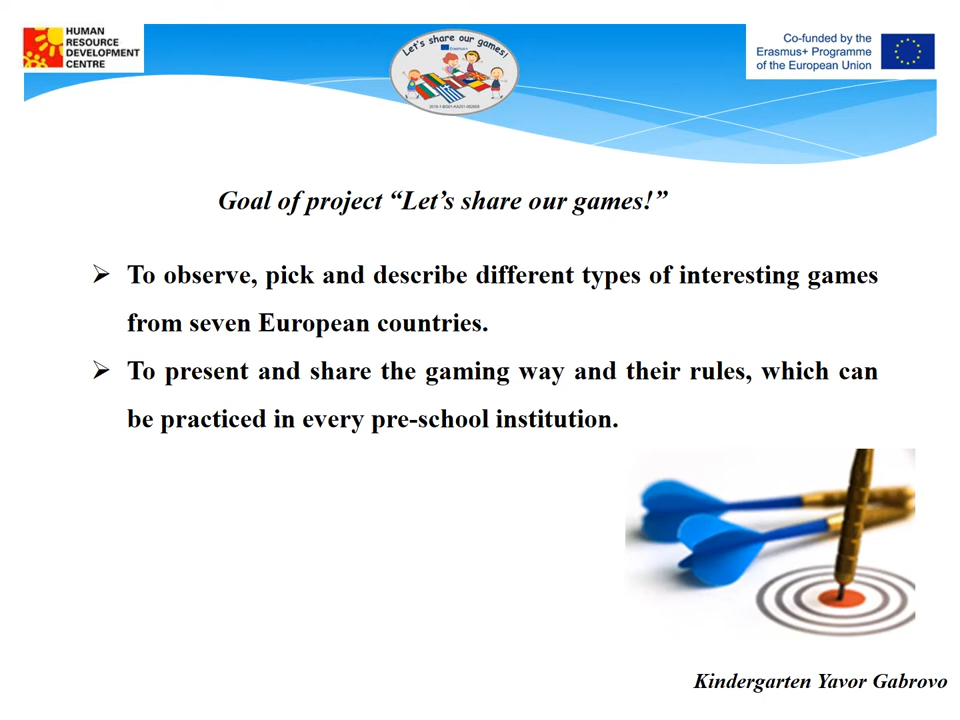 HUMAN
RESOURCE
DEVELOPMENT
CENTRE
Let's share our games!
Erasmus+
Co-funded by the
Erasmus+ Programme
of the European Union
Goal of project “Let’s share our games!”
To observe, pick and describe different types of interesting games
from seven European countries.
To present and share the gaming way and their rules, which can
be practiced in every pre-school institution.
Kindergarten Yavor Gabrovo